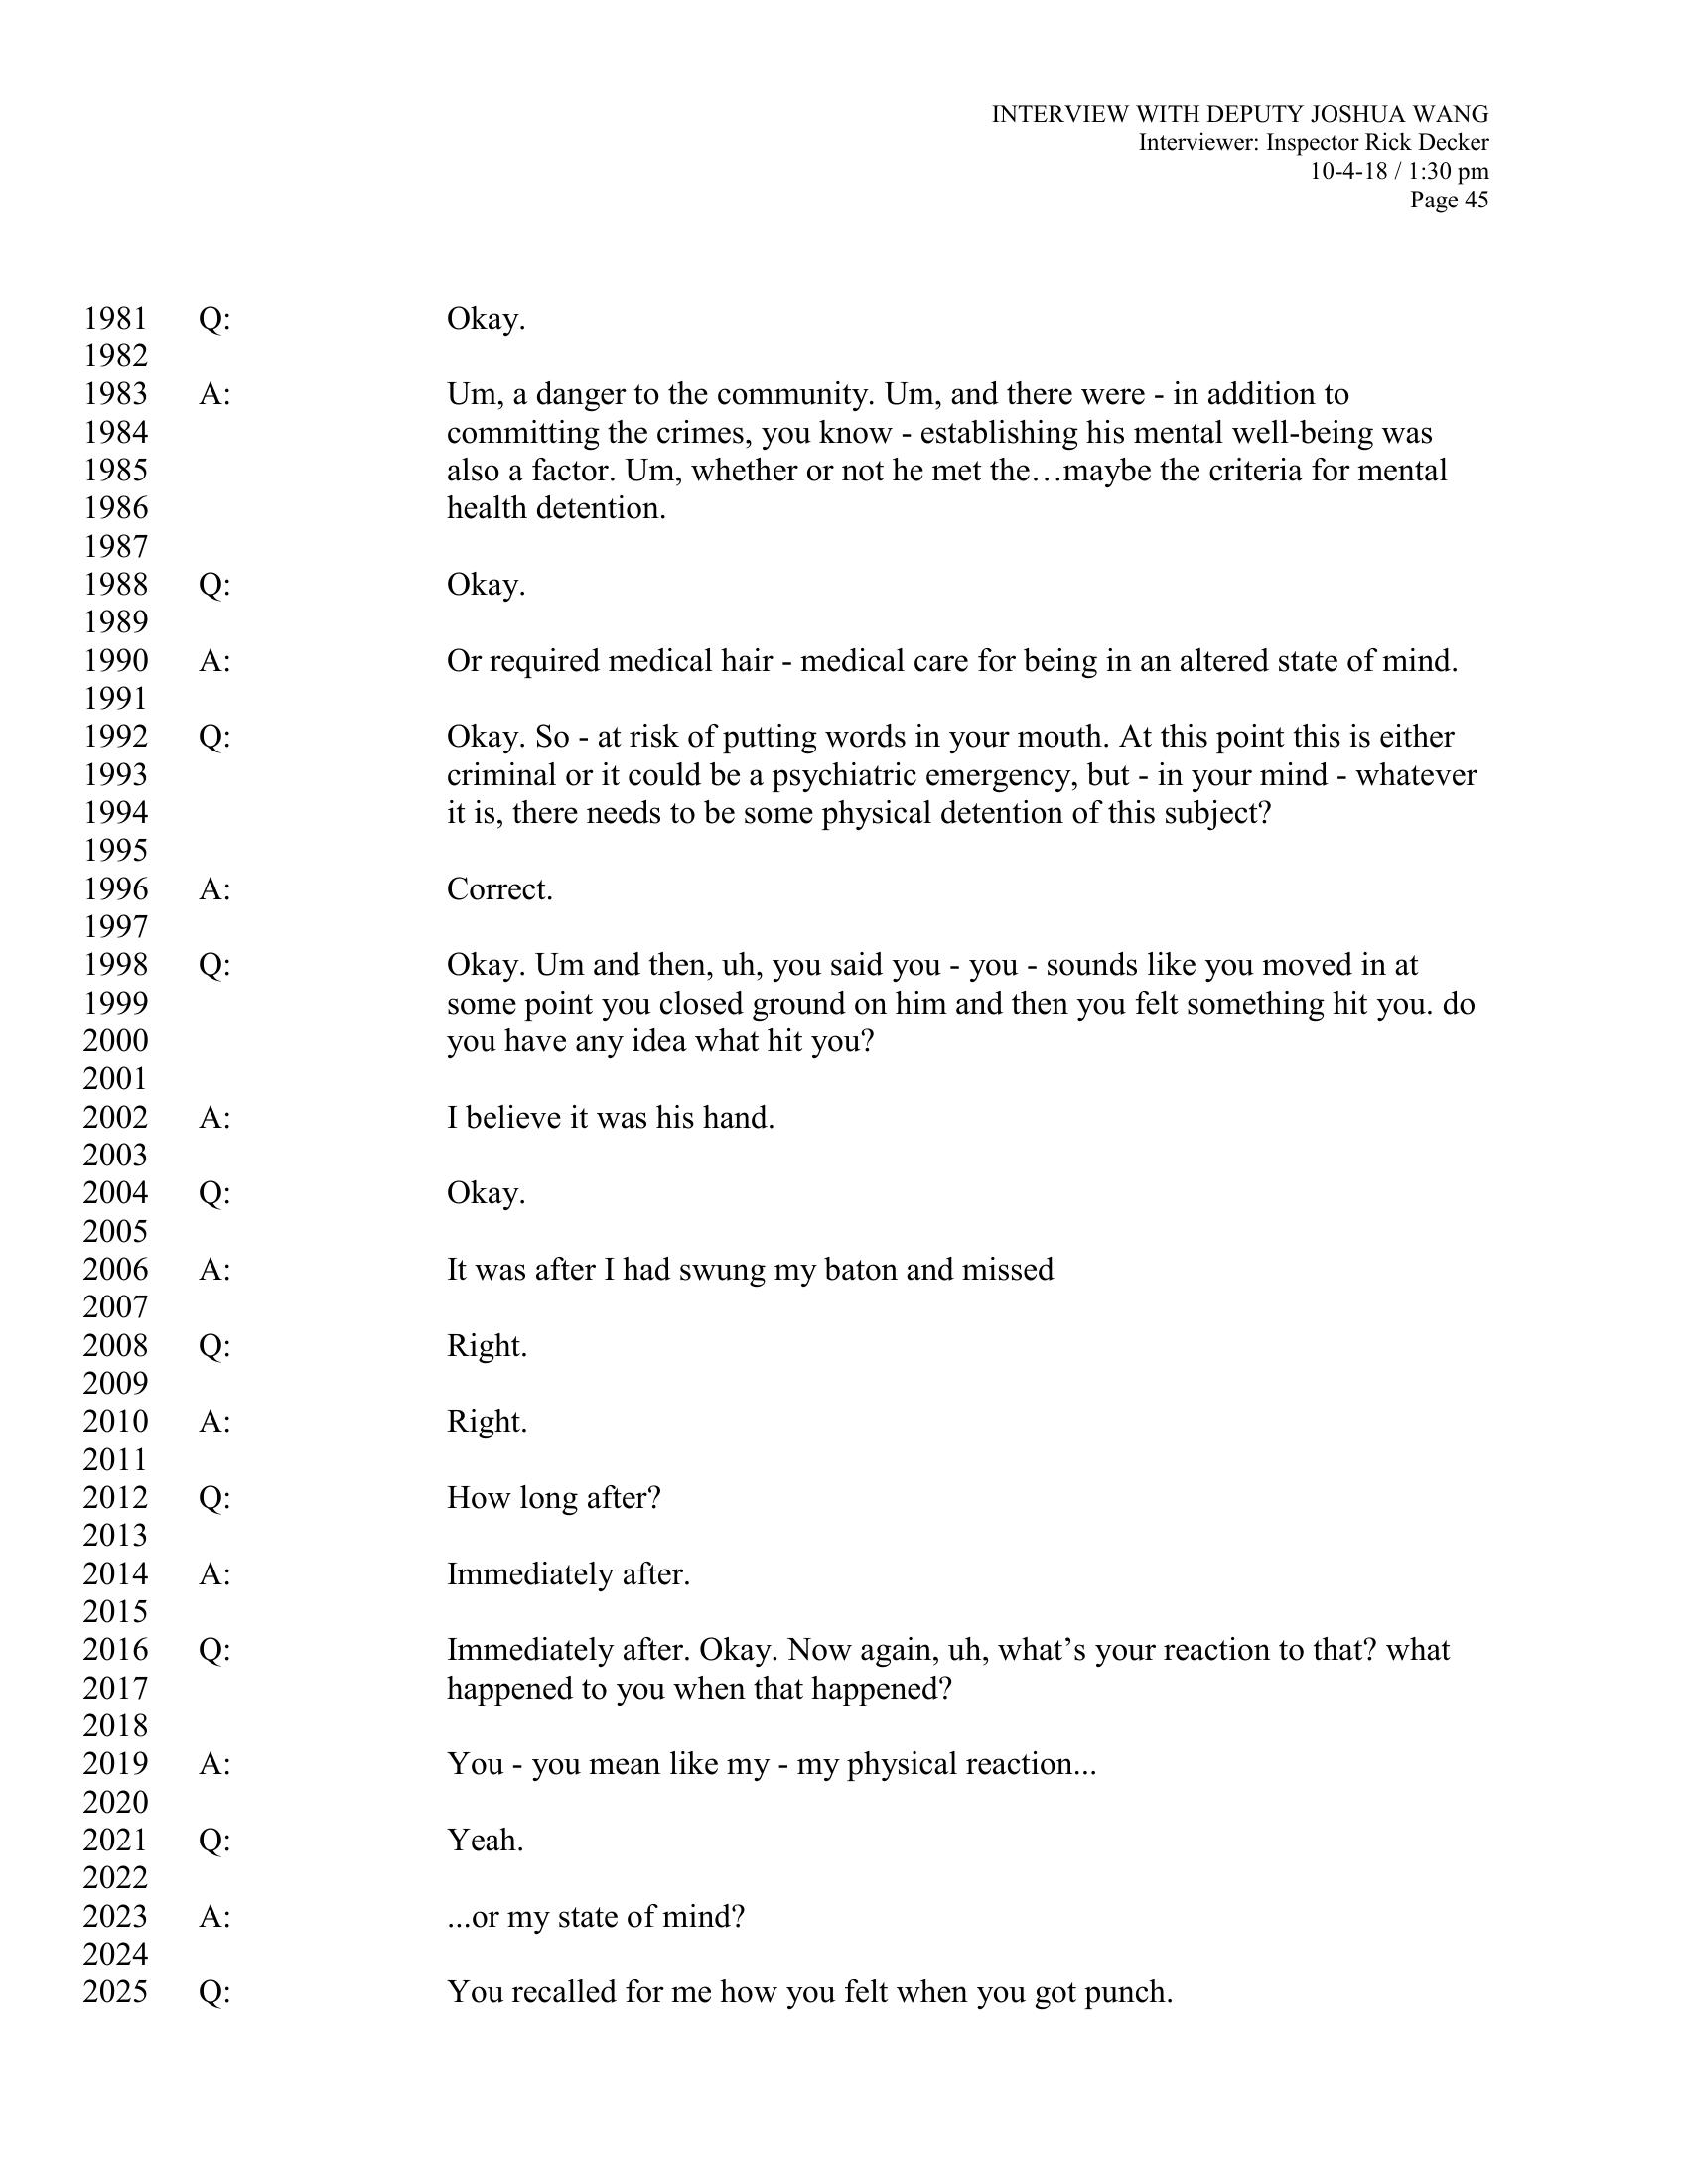 INTERVIEW WITH DEPUTY JOSHUA WANG
Interviewer: Inspector Rick Decker
10-4-18 / 1:30 pm
Page 45
1981 Q: Okay.
1982
1983 A: Um, a danger to the community. Um, and there were - in addition to
1984 committing the crimes, you know - establishing his mental well-being was
1985 also a factor. Um, whether or not he met the…maybe the criteria for mental
1986 health detention.
1987
1988 Q: Okay.
1989
1990 A: Or required medical hair - medical care for being in an altered state of mind.
1991
1992 Q: Okay. So - at risk of putting words in your mouth. At this point this is either
1993 criminal or it could be a psychiatric emergency, but - in your mind - whatever
1994 it is, there needs to be some physical detention of this subject?
1995
1996 A: Correct.
1997
1998 Q: Okay. Um and then, uh, you said you - you - sounds like you moved in at
1999 some point you closed ground on him and then you felt something hit you. do
2000 you have any idea what hit you?
2001
2002 A: I believe it was his hand.
2003
2004 Q: Okay.
2005
2006 A: It was after I had swung my baton and missed
2007
2008 Q: Right.
2009
2010 A: Right.
2011
2012 Q: How long after?
2013
2014 A: Immediately after.
2015
2016 Q: Immediately after. Okay. Now again, uh, what’s your reaction to that? what
2017 happened to you when that happened?
2018
2019 A: You - you mean like my - my physical reaction...
2020
2021 Q: Yeah.
2022
2023 A: ...or my state of mind?
2024
2025 Q: You recalled for me how you felt when you got punch.